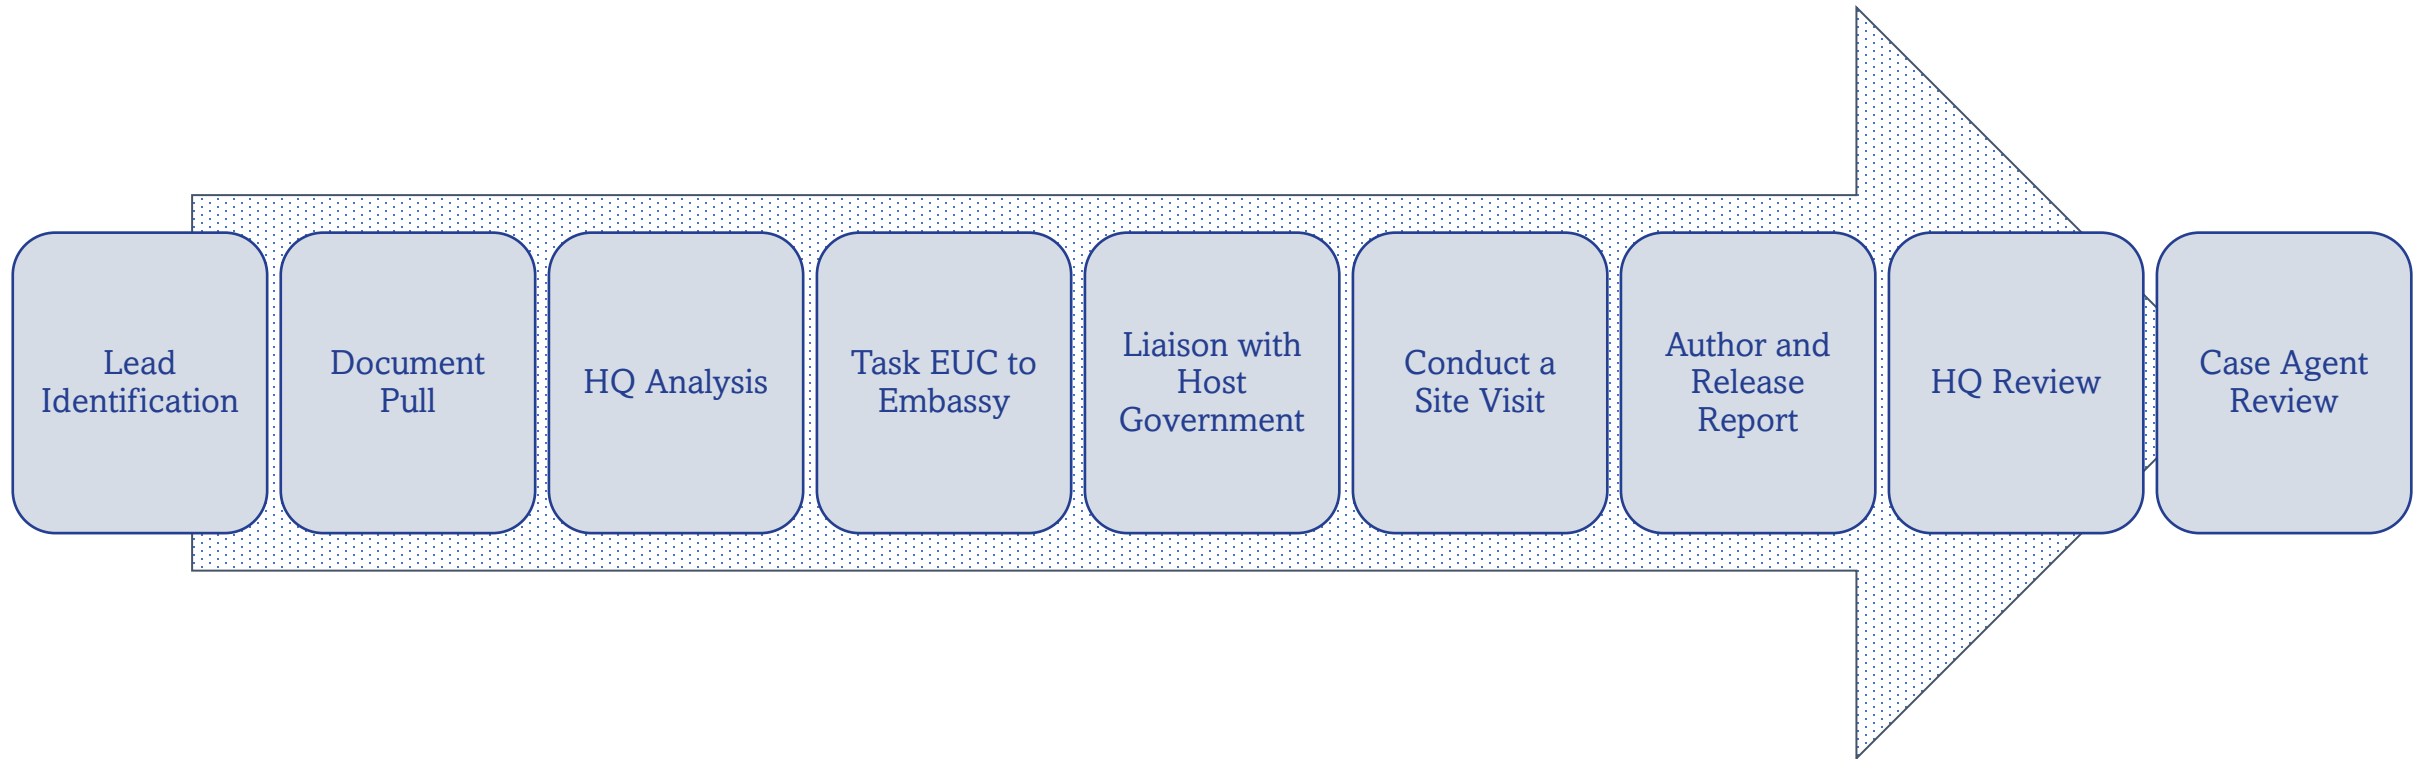 Lead
Identification
Document
Pull
HQ Analysis
Task EUC to
Embassy
Liaison with
Host
Government
Conduct a
Site Visit
Author and
Release
Report
HQ Review
Case Agent
Review